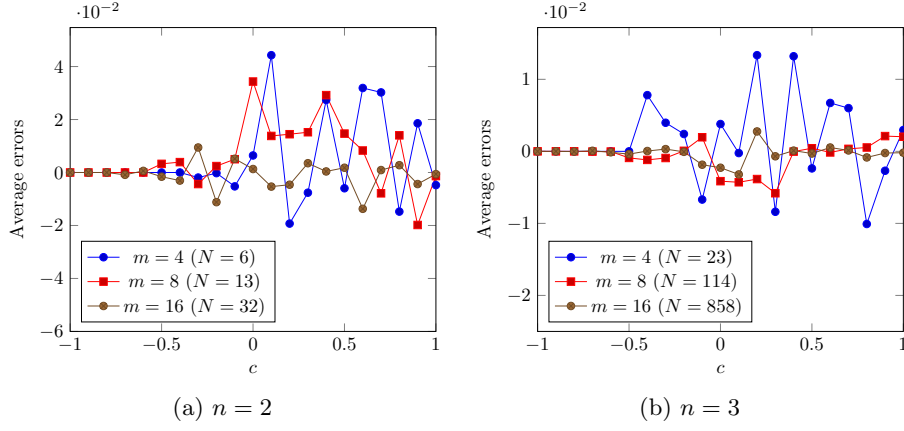 ·10−2
4
2
0
−2
−4
−6
Average errors
m = 4 (N = 6)
m = 8 (N = 13)
m = 16 (N = 32)
−1 −0.5 0 0.5 1
c
(a) n = 2
·10−2
1
0
−1
−2
Average errors
m = 4 (N = 23)
m = 8 (N = 114)
m = 16 (N = 858)
−1 −0.5 0 0.5 1
c
(b) n = 3